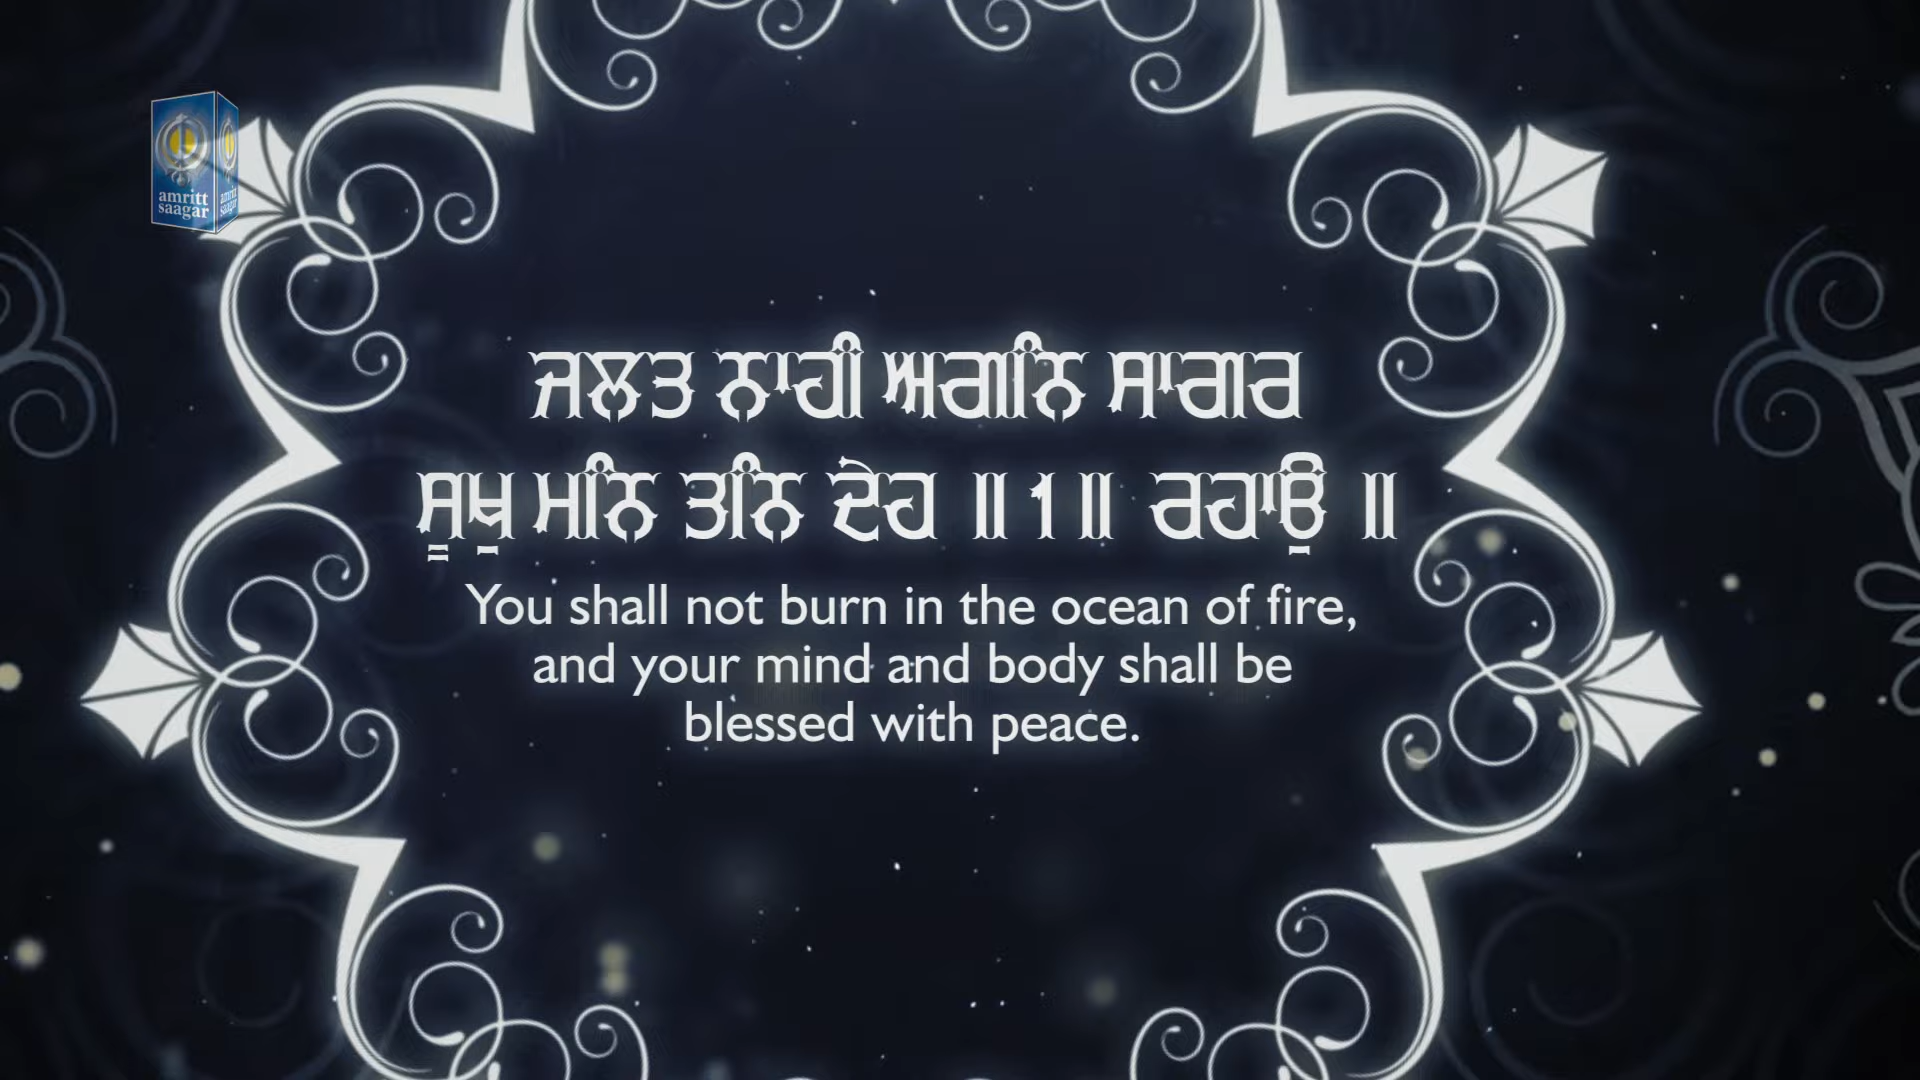 amritt
saagar
ਜਲਤ ਨਾਹੀ ਅਗਨਿ ਸਾਗਰ
ਸੂਖੁ ਮਨਿ ਤਨਿ ਦੇਹ ॥1॥ ਰਹਾਉ ॥
You shall not burn in the ocean of fire,
and your mind and body shall be
blessed with peace.